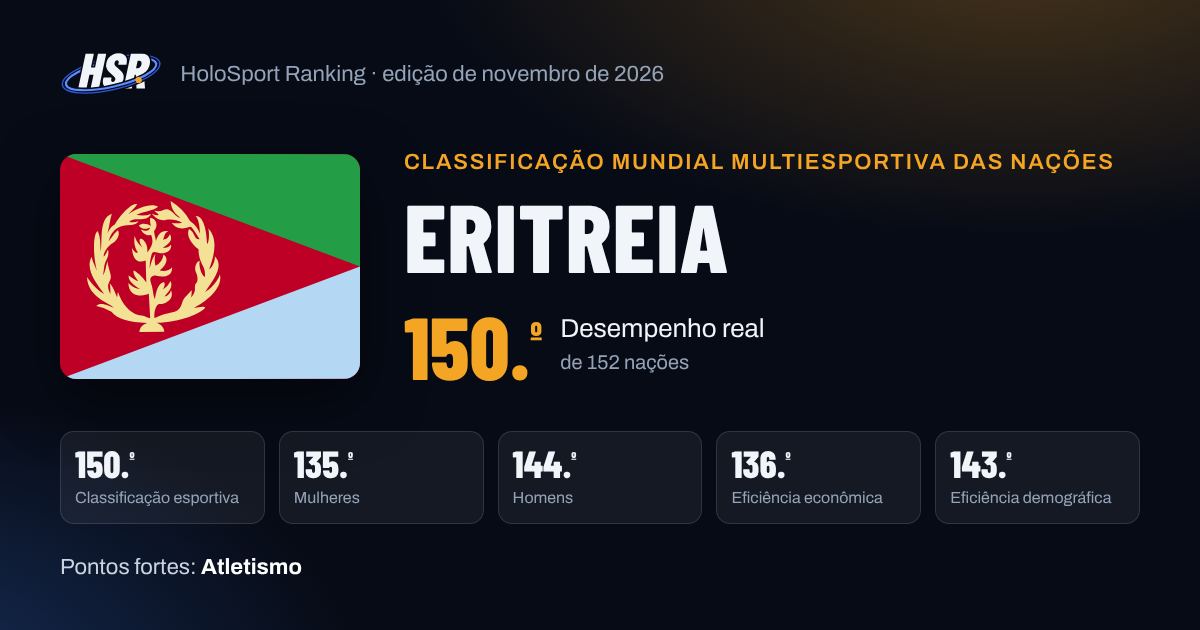 HSR
HoloSport Ranking · edição de novembro de 2026
CLASSIFICAÇÃO MUNDIAL MULTIESPORTIVA DAS NAÇÕES
ERITREIA
150.º
Desempenho real
de 152 nações
150.º
Classificação esportiva
135.º
Mulheres
144.º
Homens
136.º
Eficiência econômica
143.º
Eficiência demográfica
Pontos fortes: Atletismo